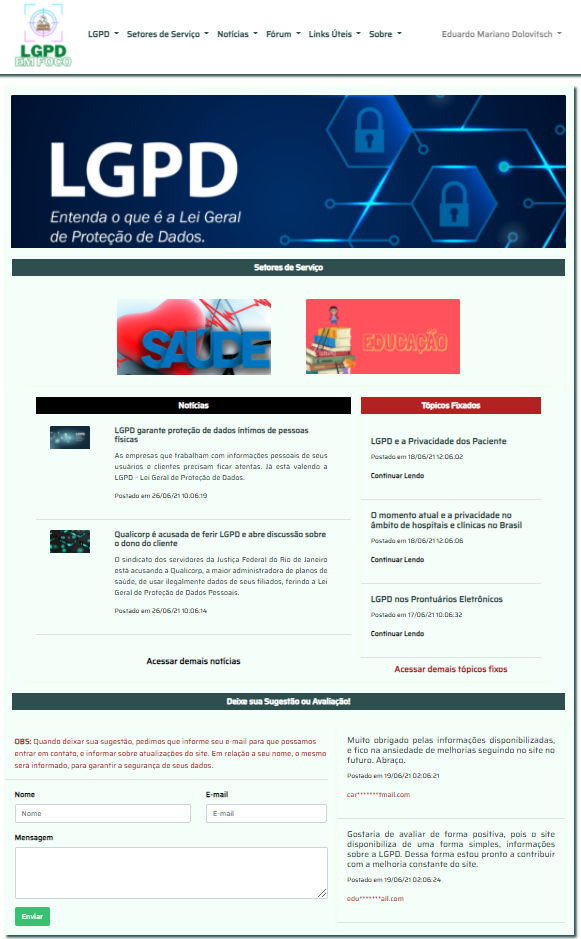 LGPD
EM FOCO
LGPD Setores de Serviço Notícias Fórum Links Úteis Sobre Eduardo Mariano Dolovitsch
LGPD
Entenda o que é a Lei Geral
de Proteção de Dados.
Setores de Serviço
SAÚDE
EDUCAÇÃO
Notícias
LGPD garante proteção de dados íntimos de pessoas
físicas
As empresas que trabalham com informações pessoais de seus
usuários e clientes precisam ficar atentas. Já está valendo a
LGPD – Lei Geral de Proteção de Dados.
Postado em 26/06/21 10:06:19
Qualicorp é acusada de ferir LGPD e abre discussão sobre
o dono do cliente
O sindicato dos servidores da Justiça Federal do Rio de Janeiro
está acusando a Qualicorp, a maior administradora de planos de
saúde, de usar ilegalmente dados de seus filiados, ferindo a Lei
Geral de Proteção de Dados Pessoais.
Postado em 26/06/21 10:06:14
Acessar demais notícias
Tópicos Fixados
LGPD e a Privacidade dos Paciente
Postado em 18/06/21 12:06:02
Continuar Lendo
O momento atual e a privacidade no
âmbito de hospitais e clínicas no Brasil
Postado em 18/06/21 12:06:06
Continuar Lendo
LGPD nos Prontuários Eletrônicos
Postado em 17/06/21 10:06:32
Continuar Lendo
Acessar demais tópicos fixos
Deixe sua Sugestão ou Avaliação!
OBS: Quando deixar sua sugestão, pedimos que informe seu e-mail para que possamos
entrar em contato, e informar sobre atualizações do site. Em relação a seu nome, o mesmo
será informado, para garantir a segurança de seus dados.
Nome E-mail
Nome E-mail
Mensagem
Enviar
Muito obrigado pelas informações disponibilizadas,
e fico na ansiedade de melhorias seguindo no site no
futuro. Abraço.
Postado em 19/06/21 02:06:21
car*******tmail.com
Gostaria de avaliar de forma positiva, pois o site
disponibiliza de uma forma simples, informações
sobre a LGPD. Dessa forma estou pronto a contribuir
com a melhoria constante do site.
Postado em 19/06/21 02:06:24
edu*******ail.com